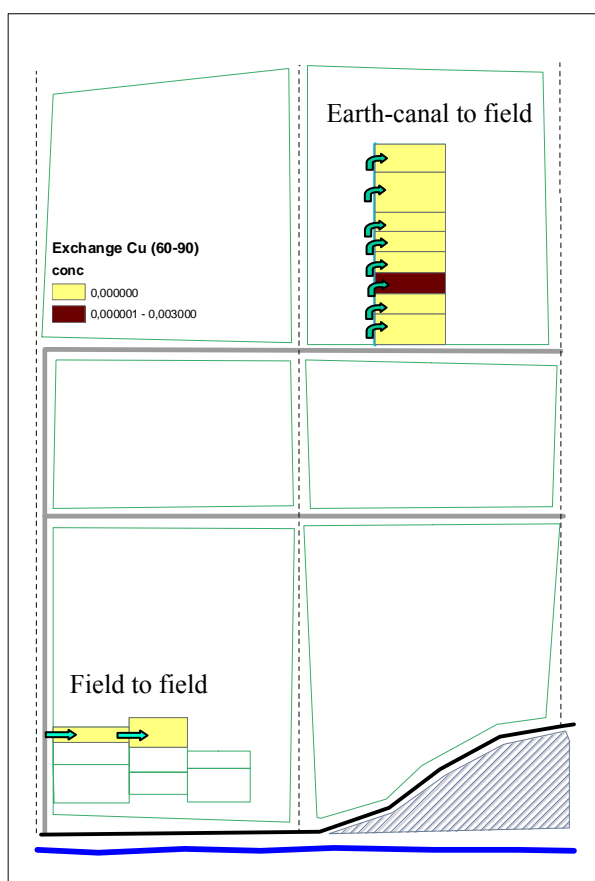 Earth-canal to field
Exchange Cu (60-90)
conc
0,000000
0,000001 - 0,003000
Field to field